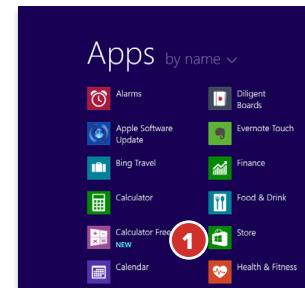 Apps by name
Alarms
Apple Software
Update
Bing Travel
Calculator
Calculator Free
NEW
Calendar
Diligent
Boards
Evernote Touch
Finance
Food & Drink
1
Store
Health & Fitness